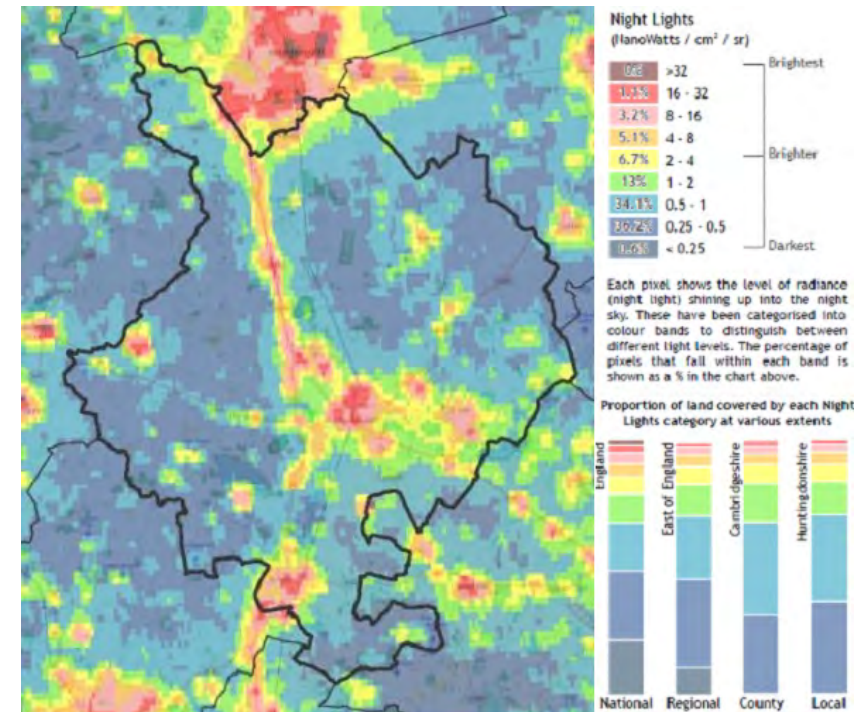 Night Lights
(NanoWatts / cm² / sr)
>32
1.1% 16 - 32
3.2% 8 - 16
5.1% 4 - 8
6.7% 2 - 4
13% 1 - 2
34.1% 0.5 - 1
36.2% 0.25 - 0.5
0.6% < 0.25
Brightest
Brighter
Darkest
Each pixel shows the level of radiance
(night light) shining up into the night
sky. These have been categorised into
colour bands to distinguish between
different light levels. The percentage of
pixels that fall within each band is
shown as a % in the chart above.
Proportion of land covered by each Night
Lights category at various extents
England
East of England
Cambridgeshire
Huntingdonshire
National Regional County Local